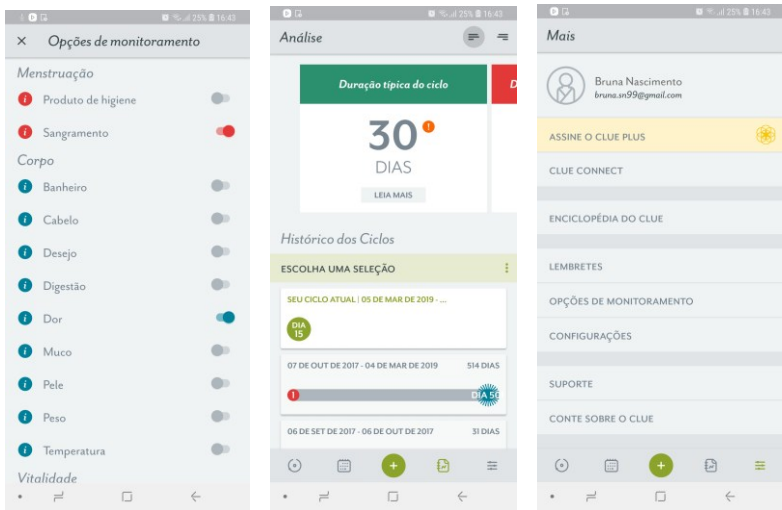 25% 16:43
Opções de monitoramento
Menstruação
Produto de higiene
Sangramento
Corpo
Banheiro
Cabelo
Desejo
Digestão
Dor
Muco
Pele
Peso
Temperatura
Vitalidade
25% 16:43
Análise
Duração típica do ciclo
D
30
DIAS
LEIA MAIS
Histórico dos Ciclos
ESCOLHA UMA SELEÇÃO
SEU CICLO ATUAL | 05 DE MAR DE 2019 - ...
DIA
15
07 DE OUT DE 2017 - 04 DE MAR DE 2019 514 DIAS
1 DIA 50
06 DE SET DE 2017 - 06 DE OUT DE 2017 31 DIAS
25% 16:43
Mais
Bruna Nascimento
bruna.sn99@gmail.com
ASSINE O CLUE PLUS
CLUE CONNECT
ENCICLOPÉDIA DO CLUE
LEMBRETES
OPÇÕES DE MONITORAMENTO
CONFIGURAÇÕES
SUPORTE
CONTE SOBRE O CLUE